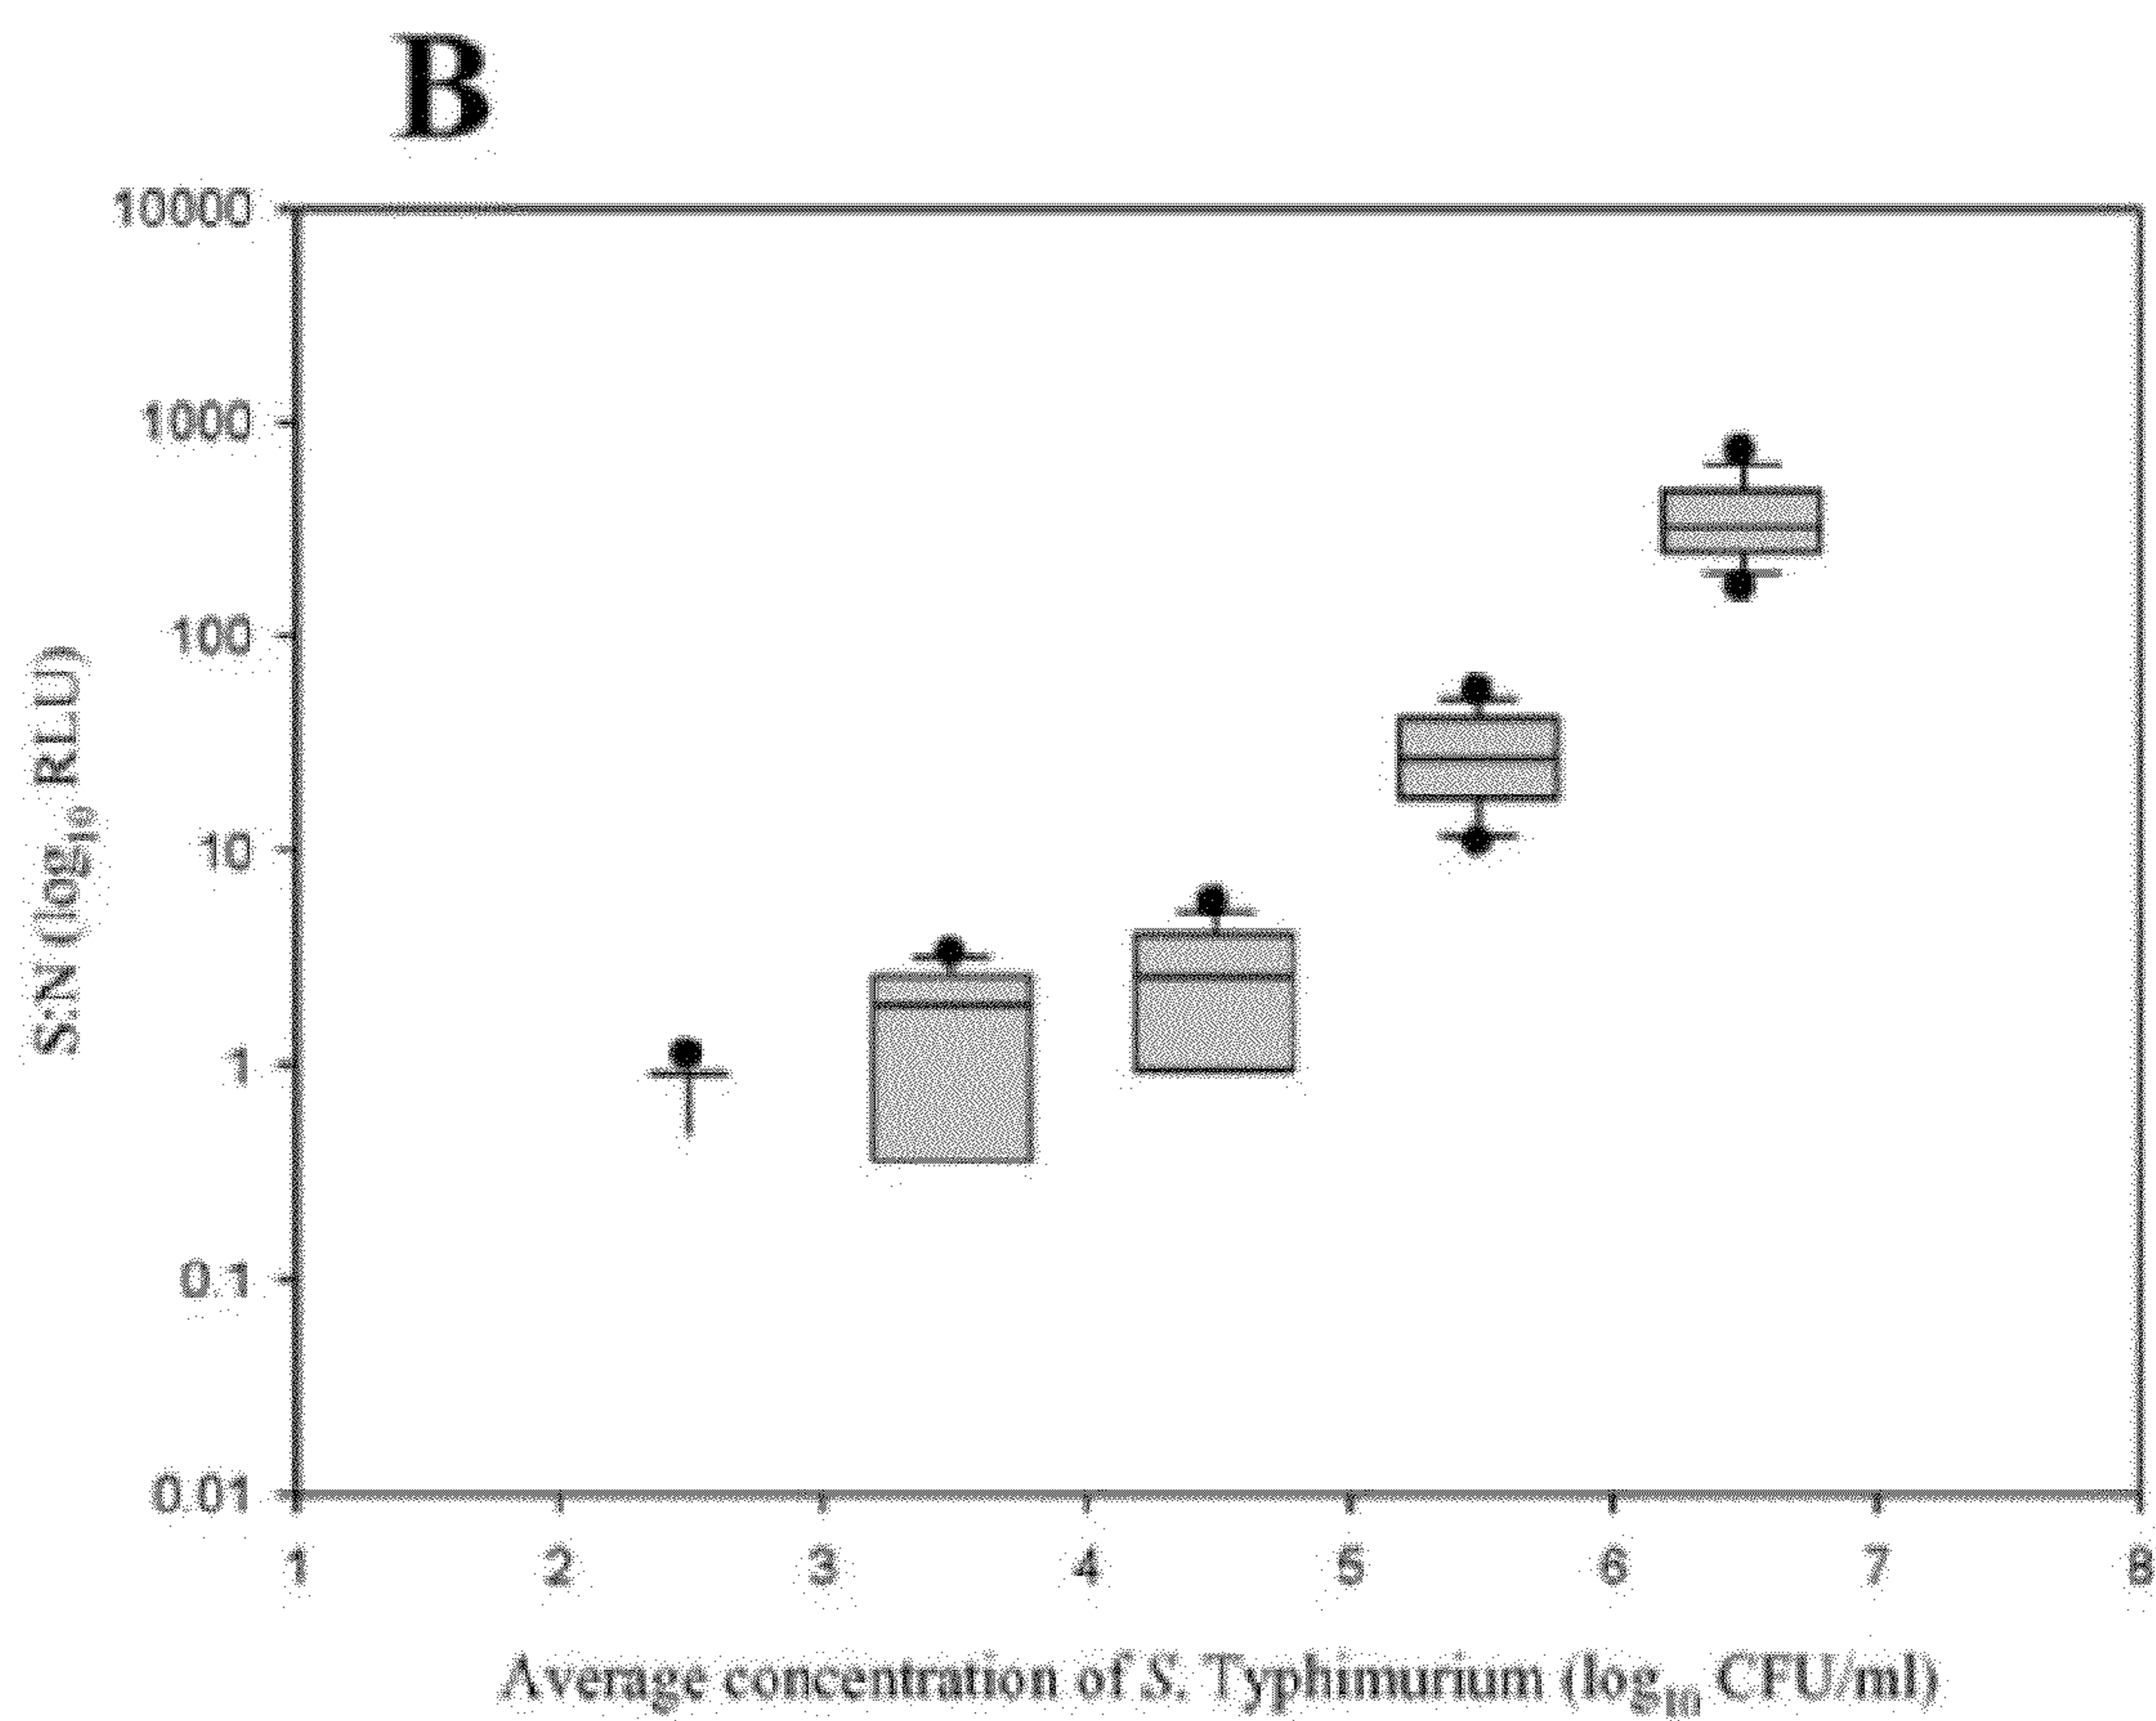 B
10000
1000
100
10
1
0.1
0.01
S:N (log10 RLU)
1 2 3 4 5 6 7 8
Average concentration of S. Typhimurium (log10 CFU/ml)